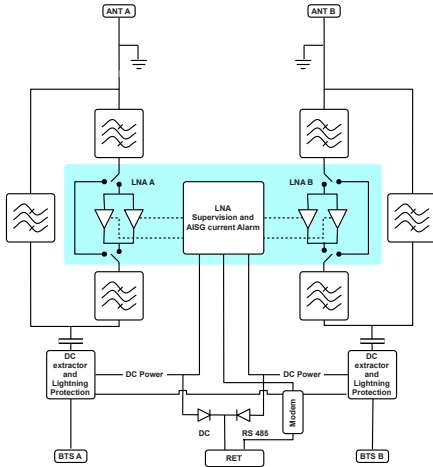 ANT A
ANT B
LNA A
LNA B
LNA
Supervision and
AISG current Alarm
DC
extractor
and
Lightning
Protection
DC Power
DC Power
DC
extractor
and
Lightning
Protection
Modem
DC
RS 485
BTS A
RET
BTS B